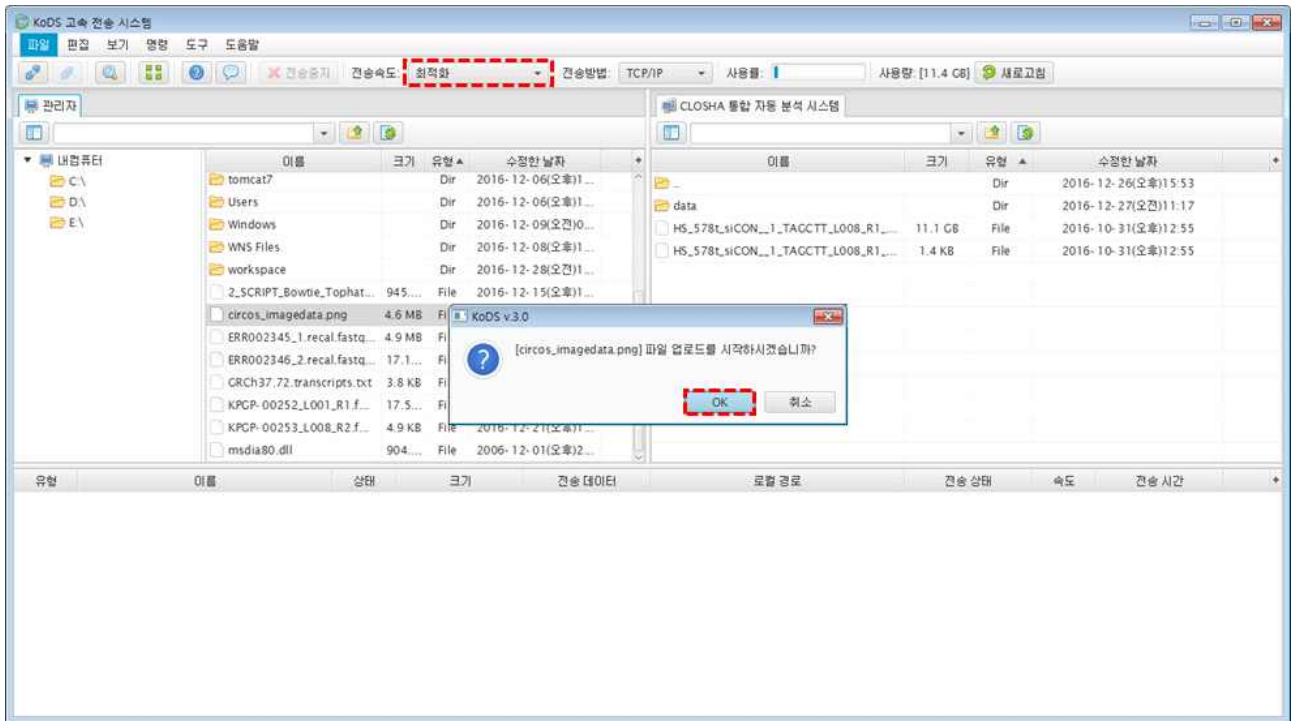 KoDS 고속 전송 시스템
파일 편집 보기 명령 도구 도움말
전송중지 전송속도: 최적화 전송방법: TCP/IP 사용률: 사용량: [11.4 GB] 새로고침
관리자
CLOSHA 통합 자동 분석 시스템
내컴퓨터
C:\
D:\
E:\
이름 크기 유형 수정한 날짜
tomcat7 Dir 2016-12-06(오후)1...
Users Dir 2016-12-06(오후)1...
Windows Dir 2016-12-09(오전)0...
WNS Files Dir 2016-12-08(오후)1...
workspace Dir 2016-12-28(오전)1...
2_SCRIPT_Bowtie_Tophat... 945.... File 2016-12-15(오후)1...
circos_imagedata.png 4.6 MB Fi
ERR002345_1.recal.fastq... 4.9 MB Fi
ERR002346_2.recal.fastq... 17.1... Fi
GRCh37.72.transcripts.txt 3.8 KB Fi
KPGP-00252_L001_R1.f... 17.5... Fi
KPGP-00253_L008_R2.f... 4.9 KB File 2016-12-21(오후)1...
msdia80.dll 904.... File 2006-12-01(오후)2...
이름 크기 유형 수정한 날짜
.. Dir 2016-12-26(오후)15:53
data Dir 2016-12-27(오전)11:17
HS_578t_siCON__1_TAGCTT_L008_R1_... 11.1 GB File 2016-10-31(오후)12:55
HS_578t_siCON__1_TAGCTT_L008_R1_... 1.4 KB File 2016-10-31(오후)12:55
KoDS v.3.0
[circos_imagedata.png] 파일 업로드를 시작하시겠습니까?
OK 취소
유형 이름 상태 크기 전송 데이터 로컬 경로 전송 상태 속도 전송 시간